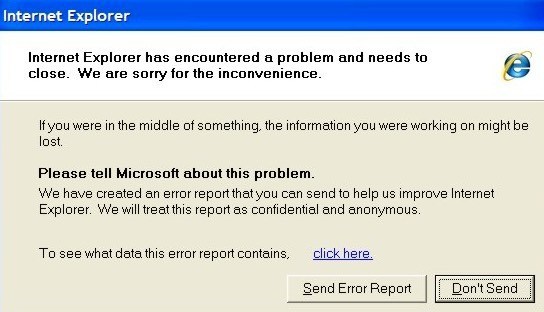 Internet Explorer
Internet Explorer has encountered a problem and needs to
close.  We are sorry for the inconvenience.
If you were in the middle of something, the information you were working on might be
lost.
Please tell Microsoft about this problem.
We have created an error report that you can send to help us improve Internet
Explorer.  We will treat this report as confidential and anonymous.
To see what data this error report contains,    click here.
Send Error Report    Don't Send